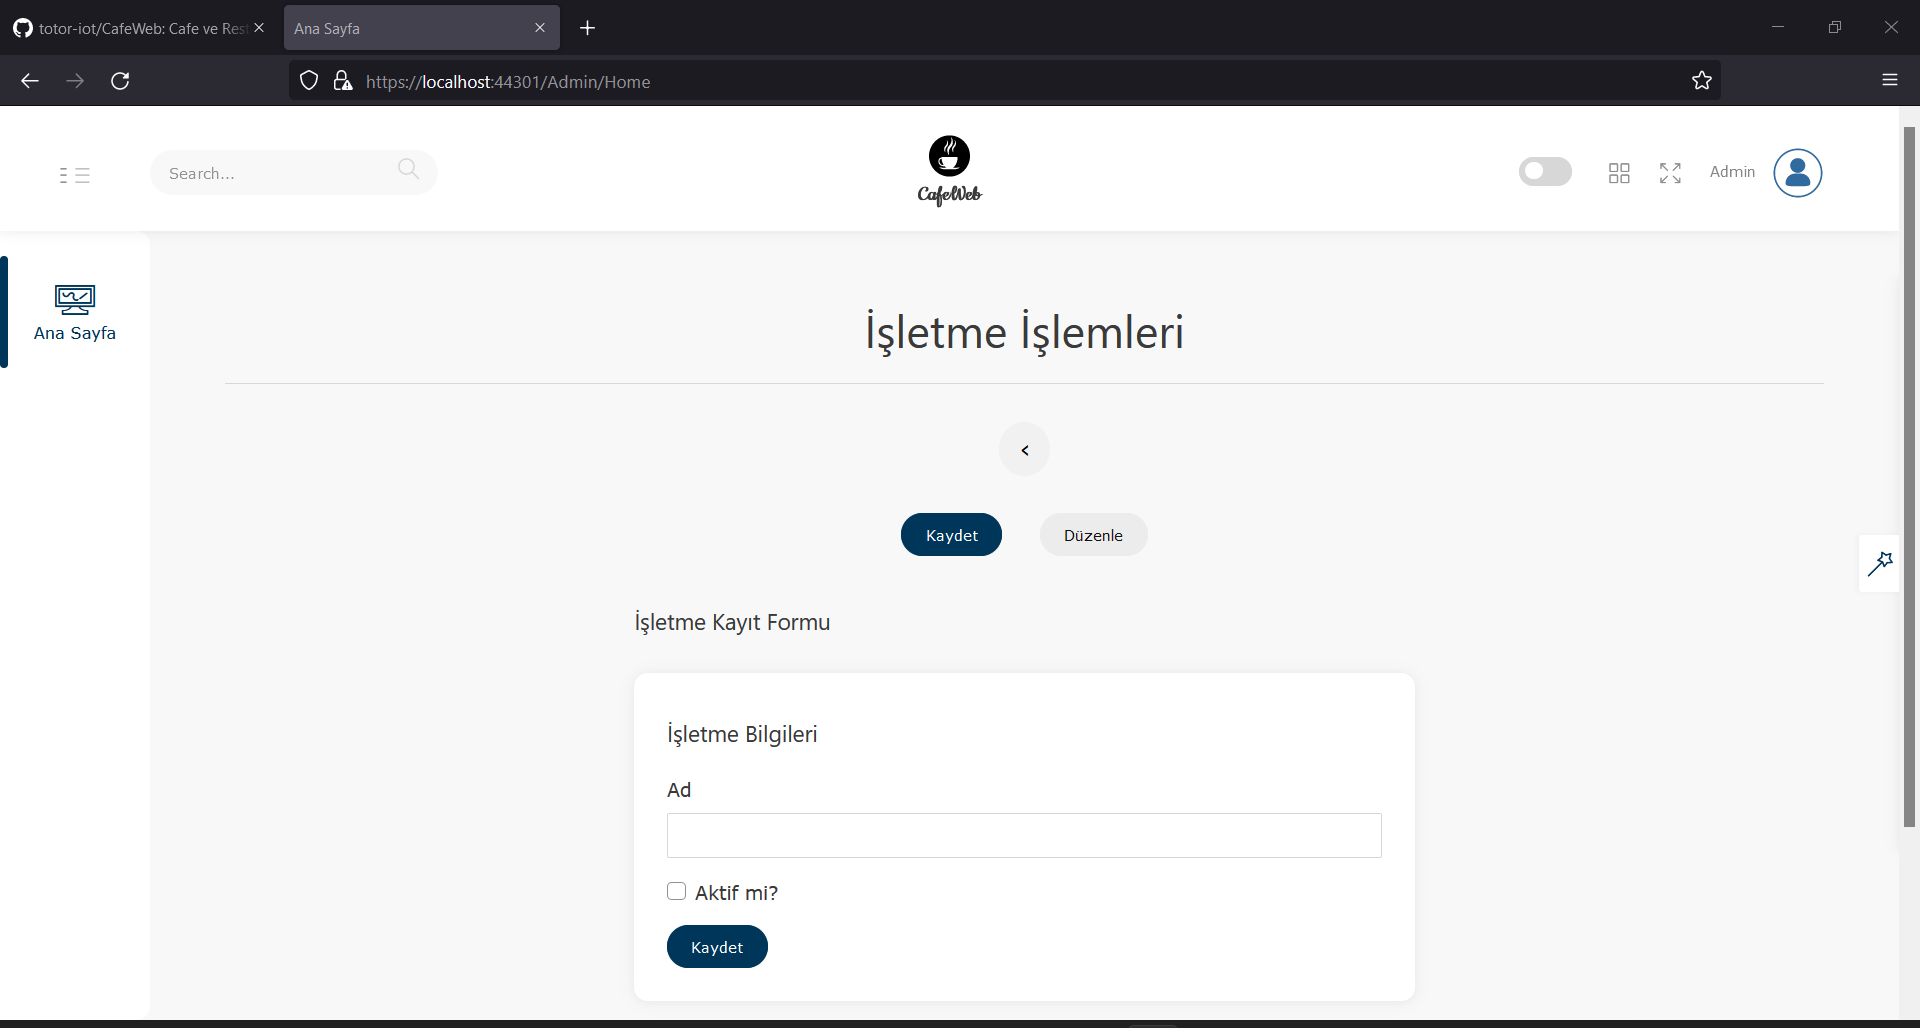 totor-iot/CafeWeb: Cafe ve Rest
Ana Sayfa
https://localhost:44301/Admin/Home
Search...
CafeWeb
Admin
Ana Sayfa
İşletme İşlemleri
<
Kaydet
Düzenle
İşletme Kayıt Formu
İşletme Bilgileri
Ad
Aktif mi?
Kaydet